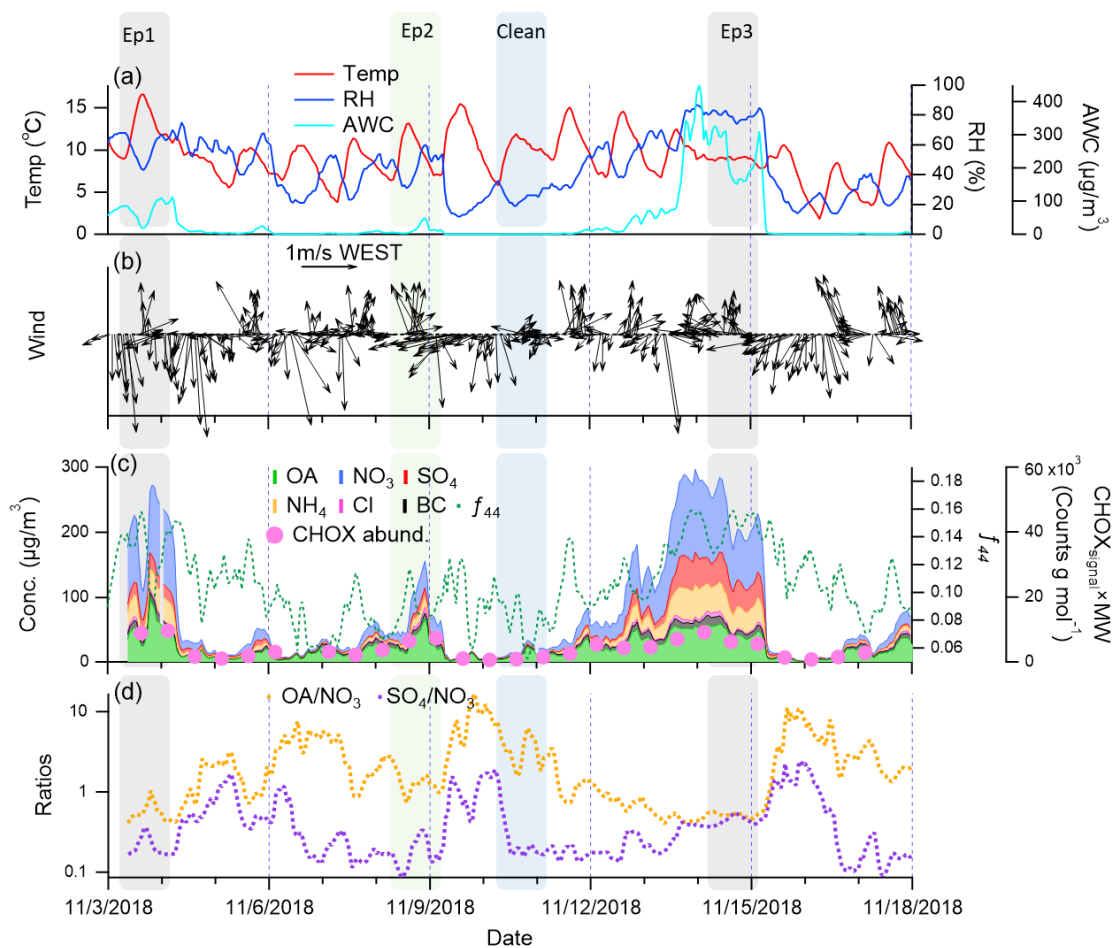 Ep1 Ep2 Clean Ep3
(a) Temp
RH
AWC
Temp (°C)
15
10
5
0
RH (%)
100
80
60
40
20
0
AWC (µg/m³)
400
300
200
100
0
(b) 1m/s WEST
Wind
(c) OA NO₃ SO₄
NH₄ Cl BC ƒ₄₄
CHOX abund.
Conc. (µg/m³)
300
200
100
0
ƒ₄₄
0.18
0.16
0.14
0.12
0.10
0.08
0.06
CHOXsignal×MW
(Counts g mol⁻¹)
60 ×10³
40
20
0
(d) OA/NO₃ SO₄/NO₃
Ratios
10
1
0.1
11/3/2018 11/6/2018 11/9/2018 11/12/2018 11/15/2018 11/18/2018
Date